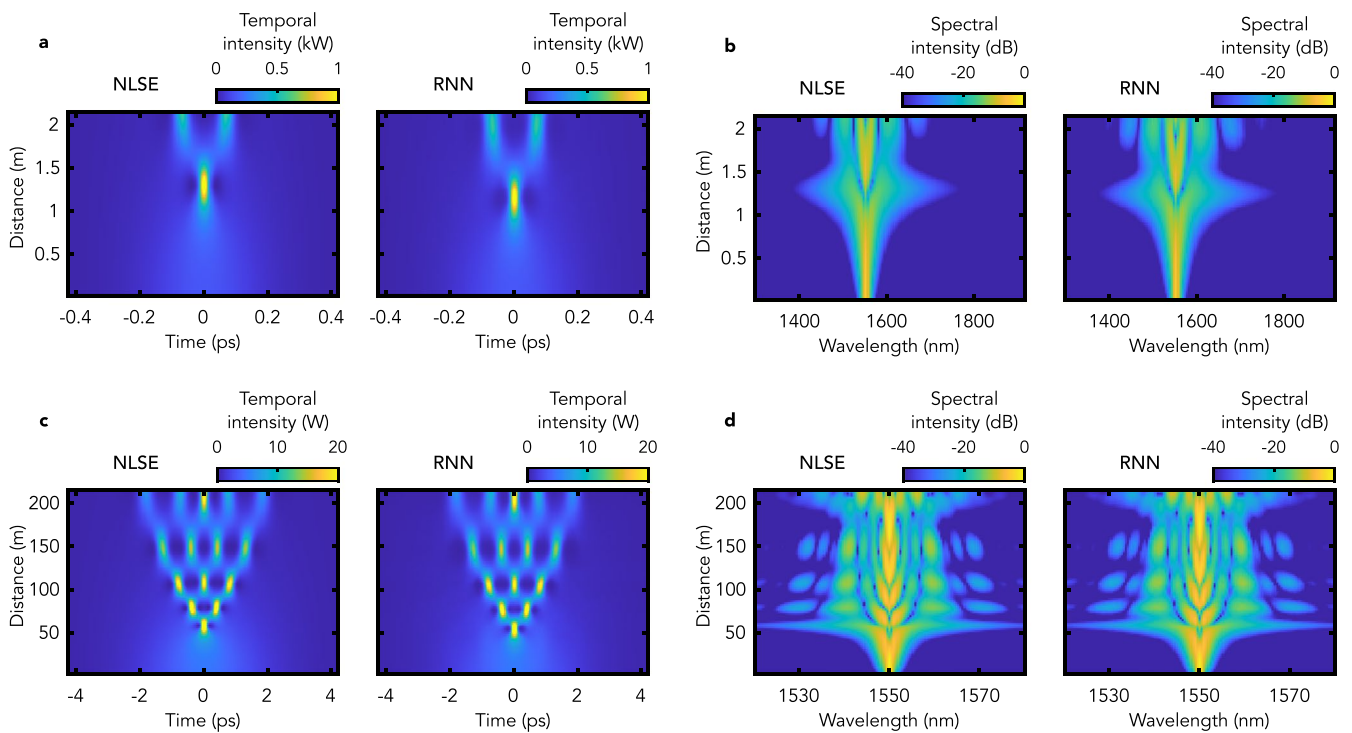 a
Temporal
intensity (kW)
0 0.5 1
NLSE
Temporal
intensity (kW)
0 0.5 1
RNN
Distance (m)
2
1.5
1
0.5
-0.4 -0.2 0 0.2 0.4
Time (ps)
-0.4 -0.2 0 0.2 0.4
Time (ps)
b
Spectral
intensity (dB)
-40 -20 0
NLSE
Spectral
intensity (dB)
-40 -20 0
RNN
Distance (m)
2
1.5
1
0.5
1400 1600 1800
Wavelength (nm)
1400 1600 1800
Wavelength (nm)
c
Temporal
intensity (W)
0 10 20
NLSE
Temporal
intensity (W)
0 10 20
RNN
Distance (m)
200
150
100
50
-4 -2 0 2 4
Time (ps)
-4 -2 0 2 4
Time (ps)
d
Spectral
intensity (dB)
-40 -20 0
NLSE
Spectral
intensity (dB)
-40 -20 0
RNN
Distance (m)
200
150
100
50
1530 1550 1570
Wavelength (nm)
1530 1550 1570
Wavelength (nm)